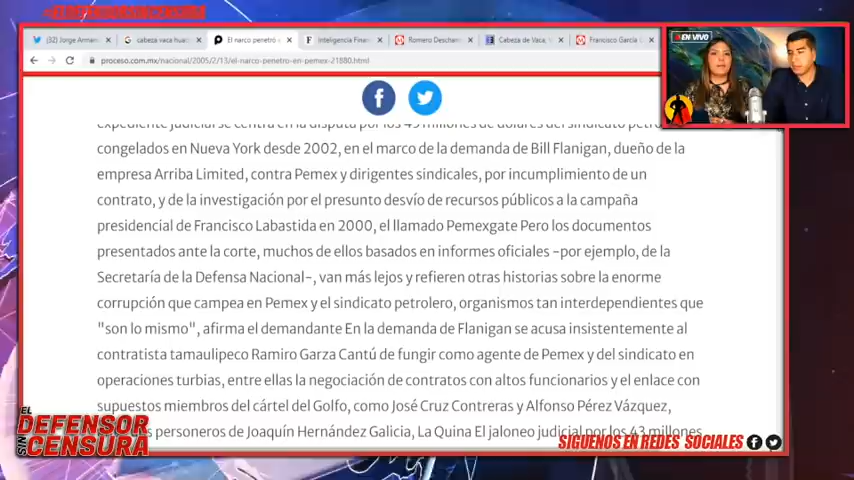 #ELDEFENSORSINCENSURA
(32) Jorge Arman
cabeza vaca hua
El narco penetro e
Inteligencia Finan
Romero Descham
Cabeza de Vaca, 
Francisco García
proceso.com.mx/nacional/2005/2/13/el-narco-penetro-en-pemex-21880.html
EN VIVO
expediente judicial se centra en la disputa por los 43 millones de dólares del sindicato petro
congelados en Nueva York desde 2002, en el marco de la demanda de Bill Flanigan, dueño de la
empresa Arriba Limited, contra Pemex y dirigentes sindicales, por incumplimiento de un
contrato, y de la investigación por el presunto desvío de recursos públicos a la campaña
presidencial de Francisco Labastida en 2000, el llamado Pemexgate Pero los documentos
presentados ante la corte, muchos de ellos basados en informes oficiales -por ejemplo, de la
Secretaría de la Defensa Nacional-, van más lejos y refieren otras historias sobre la enorme
corrupción que campea en Pemex y el sindicato petrolero, organismos tan interdependientes que
"son lo mismo", afirma el demandante En la demanda de Flanigan se acusa insistentemente al
contratista tamaulipeco Ramiro Garza Cantú de fungir como agente de Pemex y del sindicato en
operaciones turbias, entre ellas la negociación de contratos con altos funcionarios y el enlace con
supuestos miembros del cártel del Golfo, como José Cruz Contreras y Alfonso Pérez Vázquez,
personeros de Joaquín Hernández Galicia, La Quina El jaloneo judicial por los 43 millones
EL DEFENSOR
SIN CENSURA
SIGUENOS EN REDES SOCIALES